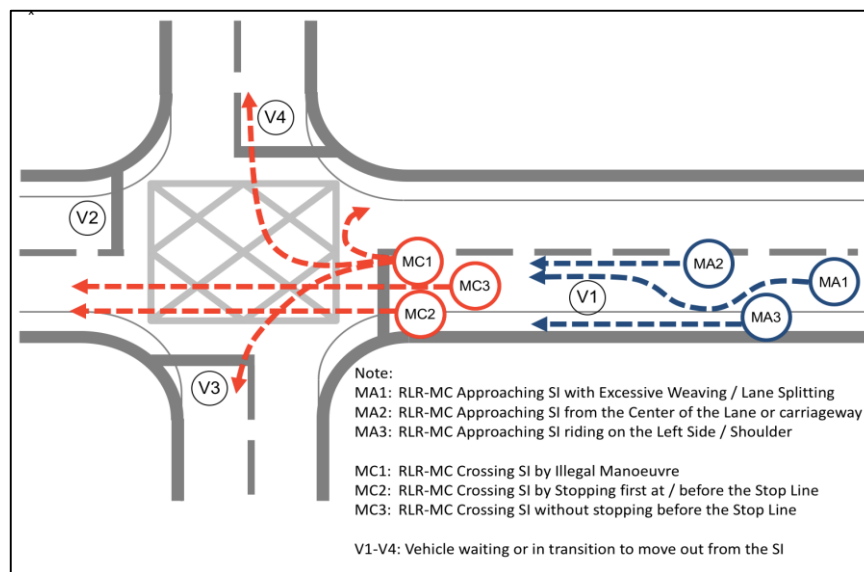 V4
V2
MC1
MA2
MC3
V1
MA1
MC2
MA3
V3
Note:
MA1: RLR-MC Approaching SI with Excessive Weaving / Lane Splitting
MA2: RLR-MC Approaching SI from the Center of the Lane or carriageway
MA3: RLR-MC Approaching SI riding on the Left Side / Shoulder
MC1: RLR-MC Crossing SI by Illegal Manoeuvre
MC2: RLR-MC Crossing SI by Stopping first at / before the Stop Line
MC3: RLR-MC Crossing SI without stopping before the Stop Line
V1-V4: Vehicle waiting or in transition to move out from the SI